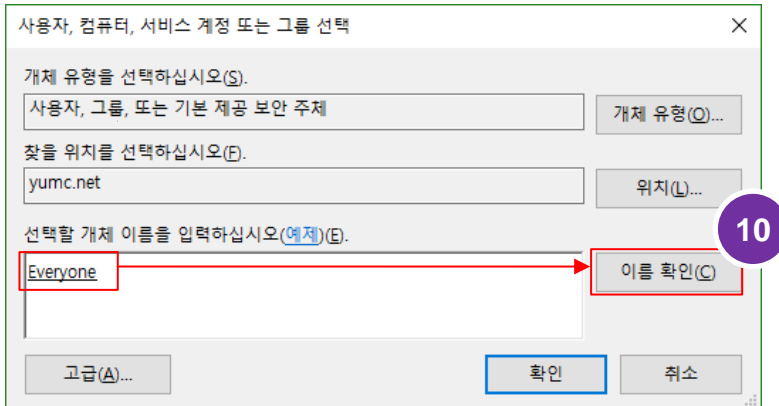 사용자, 컴퓨터, 서비스 계정 또는 그룹 선택
개체 유형을 선택하십시오(S).
사용자, 그룹, 또는 기본 제공 보안 주체
개체 유형(O)...
찾을 위치를 선택하십시오(F).
yumc.net
위치(L)...
선택할 개체 이름을 입력하십시오(예제)(E).
10
Everyone
이름 확인(C)
고급(A)...
확인
취소